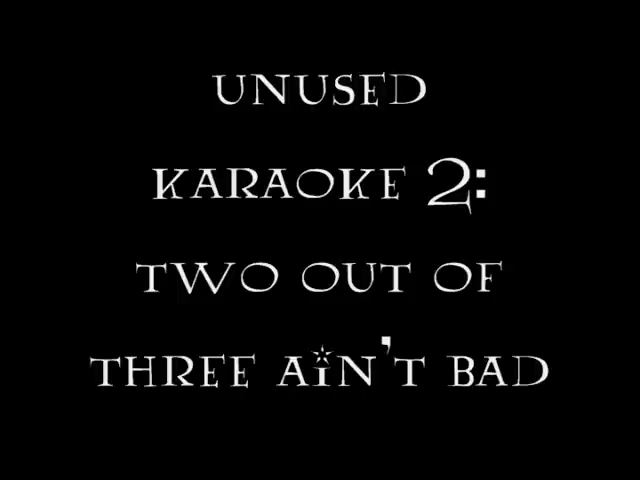 UNUSED
KARAOKE 2:
TWO OUT OF
THREE AIN'T BAD